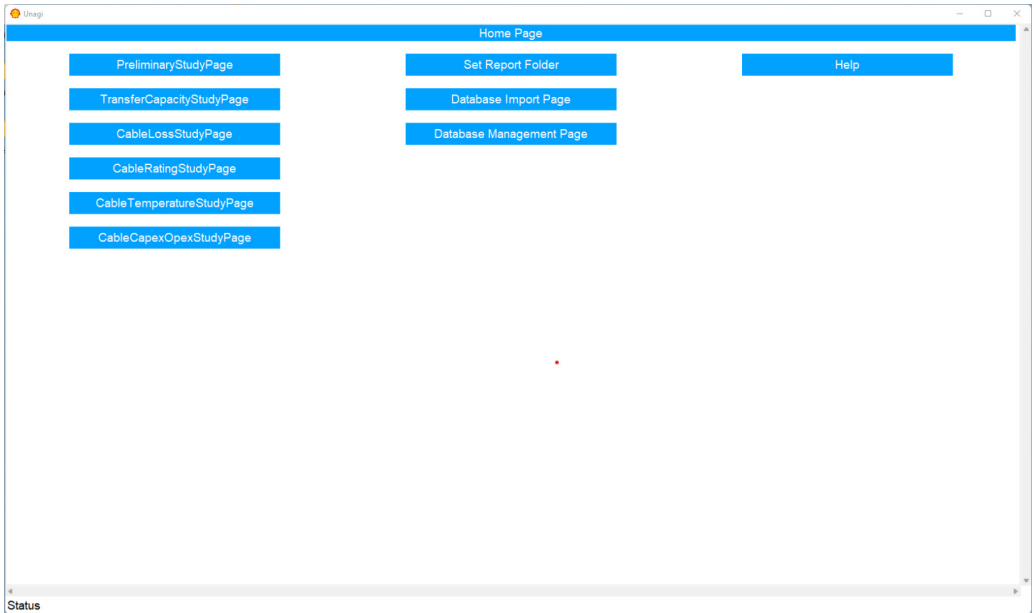 Unagi
Home Page
PreliminaryStudyPage
Set Report Folder
Help
TransferCapacityStudyPage
Database Import Page
CableLossStudyPage
Database Management Page
CableRatingStudyPage
CableTemperatureStudyPage
CableCapexOpexStudyPage
Status